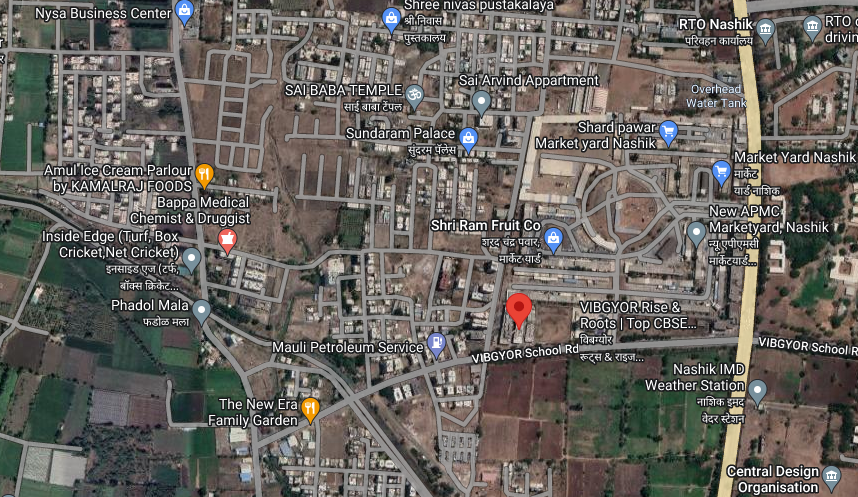 Nysa Business Center
Shree nivas pustakalaya
श्री निवास
पुस्तकालय
RTO Nashik
परिवहन कार्यालय
RTO
drivin
SAI BABA TEMPLE
साई बाबा टेंपल
Sai Arvind Appartment
Overhead
Water Tank
Sundaram Palace
सुंदरम पॅलेस
Shard pawar
Market yard Nashik
Market Yard Nashik
मार्केट
यार्ड नाशिक
Amul Ice Cream Parlour
by KAMALRAJ FOODS
Bappa Medical
Chemist & Druggist
Shri Ram Fruit Co
शरद चंद्र पवार,
मार्केट यार्ड
New APMC
Marketyard, Nashik
न्यू एपीएमसी
मार्केटयार्ड...
Inside Edge (Turf, Box
Cricket,Net Cricket)
इनसाइड एज (टर्फ,
बॉक्स क्रिकेट...
Phadol Mala
फडोळ मला
VIBGYOR Rise &
Roots | Top CBSE...
विबग्योर
रूट्स & राइज...
Mauli Petroleum Service
VIBGYOR School Rd
VIBGYOR School R
Nashik IMD
Weather Station
नाशिक इमद
वेदर स्टेशन
The New Era
Family Garden
Central Design
Organisation